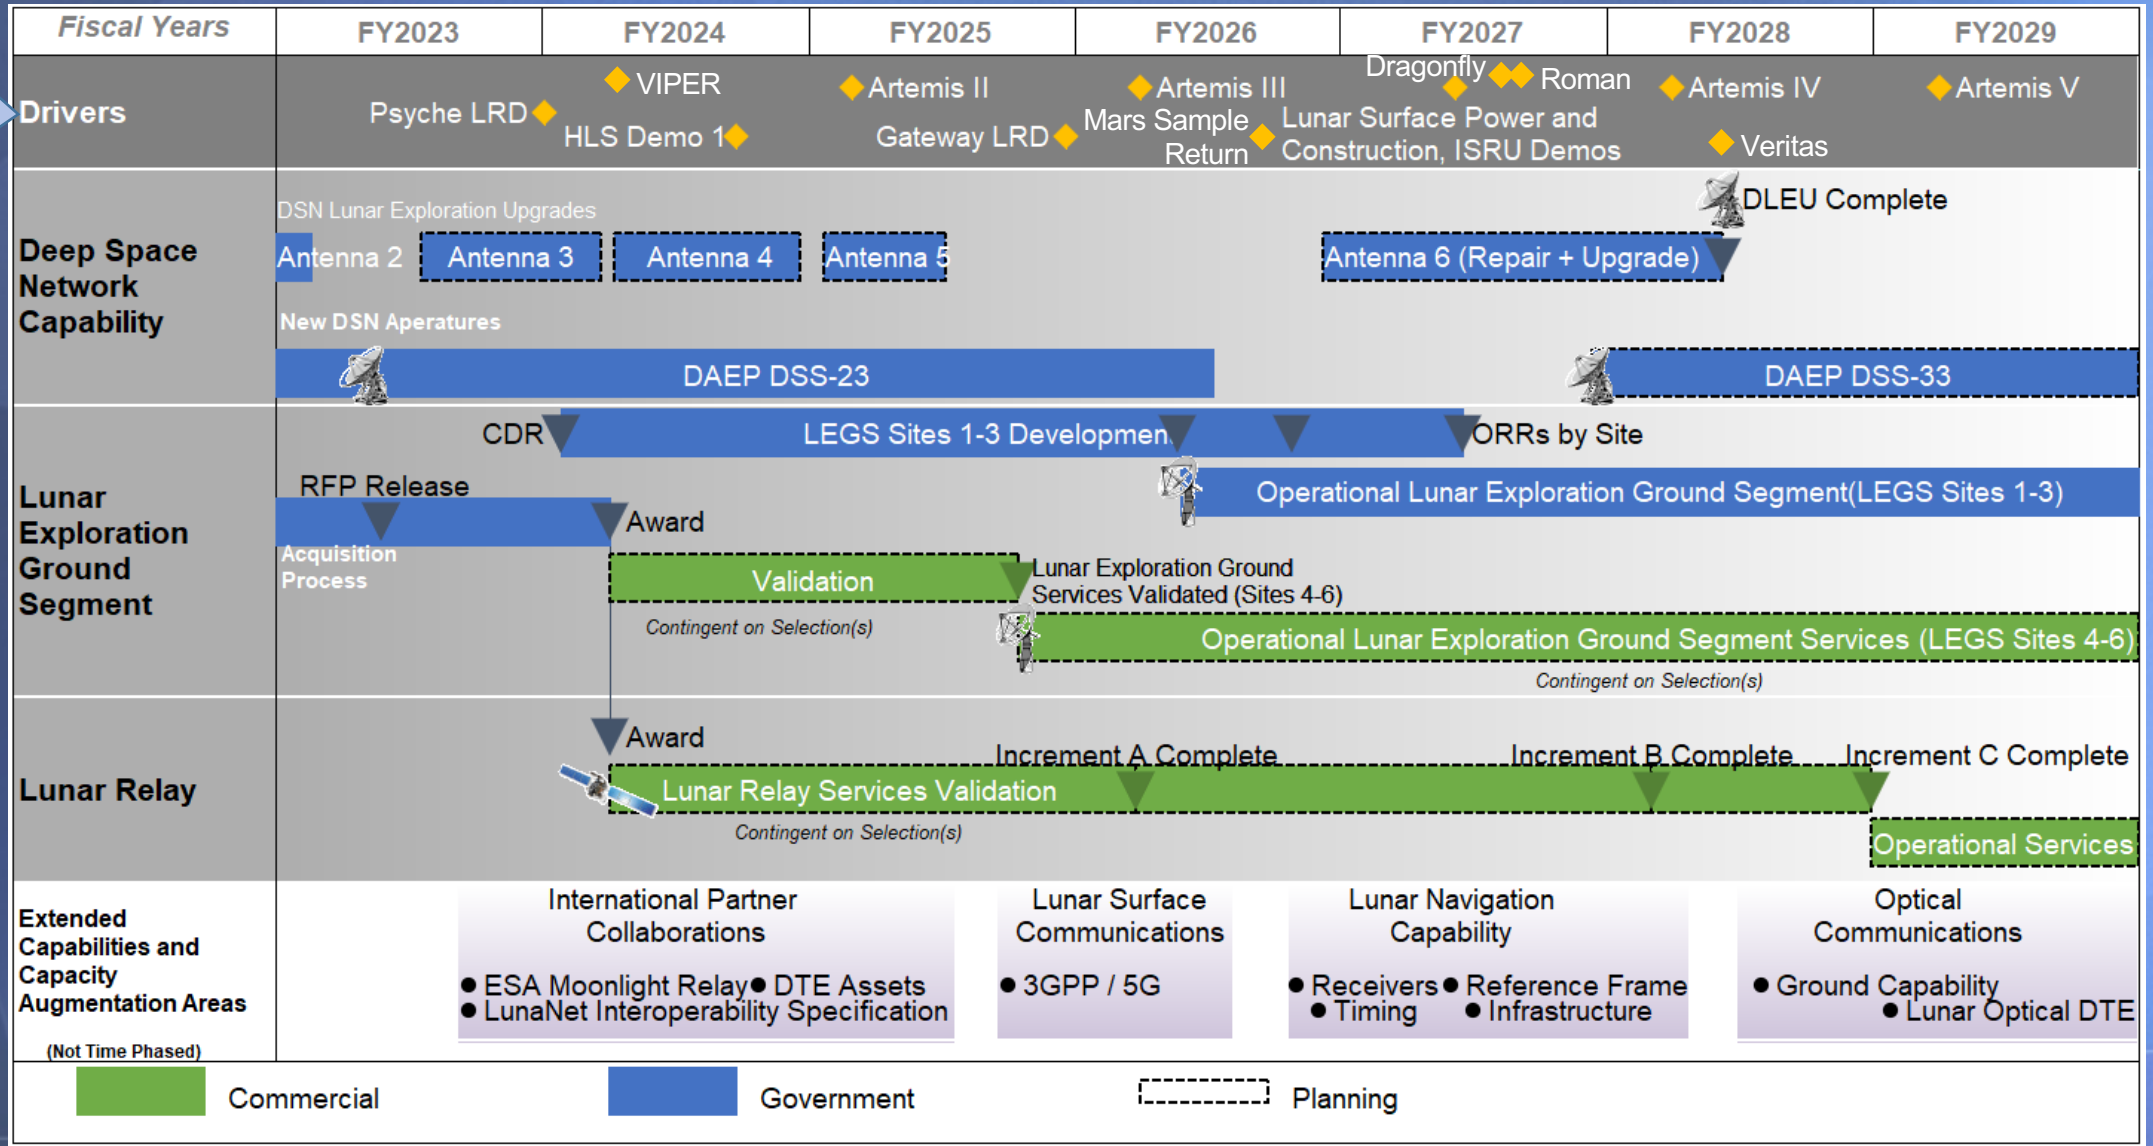 Fiscal Years
FY2023
FY2024
FY2025
FY2026
FY2027
FY2028
FY2029
Drivers
Psyche LRD
VIPER
HLS Demo 1
Artemis II
Gateway LRD
Artemis III
Mars Sample
Return
Dragonfly
Roman
Lunar Surface Power and
Construction, ISRU Demos
Artemis IV
Veritas
Artemis V
Deep Space
Network
Capability
DSN Lunar Exploration Upgrades
Antenna 2
Antenna 3
Antenna 4
Antenna 5
Antenna 6 (Repair + Upgrade)
DLEU Complete
New DSN Aperatures
DAEP DSS-23
DAEP DSS-33
Lunar
Exploration
Ground
Segment
CDR
LEGS Sites 1-3 Developmen
ORRs by Site
Operational Lunar Exploration Ground Segment(LEGS Sites 1-3)
RFP Release
Award
Acquisition
Process
Validation
Contingent on Selection(s)
Lunar Exploration Ground
Services Validated (Sites 4-6)
Operational Lunar Exploration Ground Segment Services (LEGS Sites 4-6)
Contingent on Selection(s)
Lunar Relay
Award
Increment A Complete
Increment B Complete
Increment C Complete
Lunar Relay Services Validation
Contingent on Selection(s)
Operational Services
Extended
Capabilities and
Capacity
Augmentation Areas
(Not Time Phased)
International Partner
Collaborations
● ESA Moonlight Relay● DTE Assets
● LunaNet Interoperability Specification
Lunar Surface
Communications
● 3GPP / 5G
Lunar Navigation
Capability
● Receivers● Reference Frame
● Timing ● Infrastructure
Optical
Communications
● Ground Capability
● Lunar Optical DTE
Commercial
Government
Planning